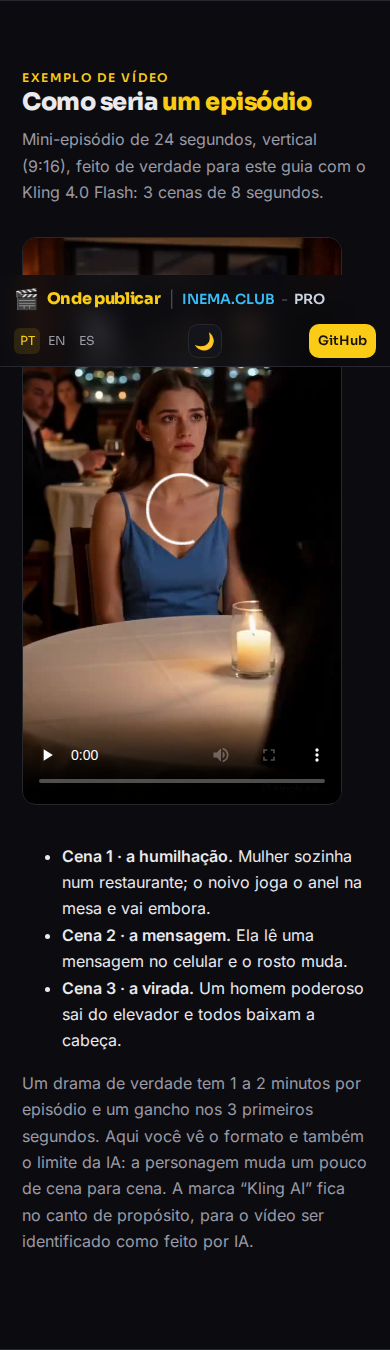 EXEMPLO DE VÍDEO
Como seria um episódio
Mini-episódio de 24 segundos, vertical
(9:16), feito de verdade para este guia com o
Kling 4.0 Flash: 3 cenas de 8 segundos.
🎬 Onde publicar | INEMA.CLUB - PRO
PT EN ES GitHub
0:00
• Cena 1 · a humilhação. Mulher sozinha
num restaurante; o noivo joga o anel na
mesa e vai embora.
• Cena 2 · a mensagem. Ela lê uma
mensagem no celular e o rosto muda.
• Cena 3 · a virada. Um homem poderoso
sai do elevador e todos baixam a
cabeça.
Um drama de verdade tem 1 a 2 minutos por
episódio e um gancho nos 3 primeiros
segundos. Aqui você vê o formato e também
o limite da IA: a personagem muda um pouco
de cena para cena. A marca “Kling AI” fica
no canto de propósito, para o vídeo ser
identificado como feito por IA.